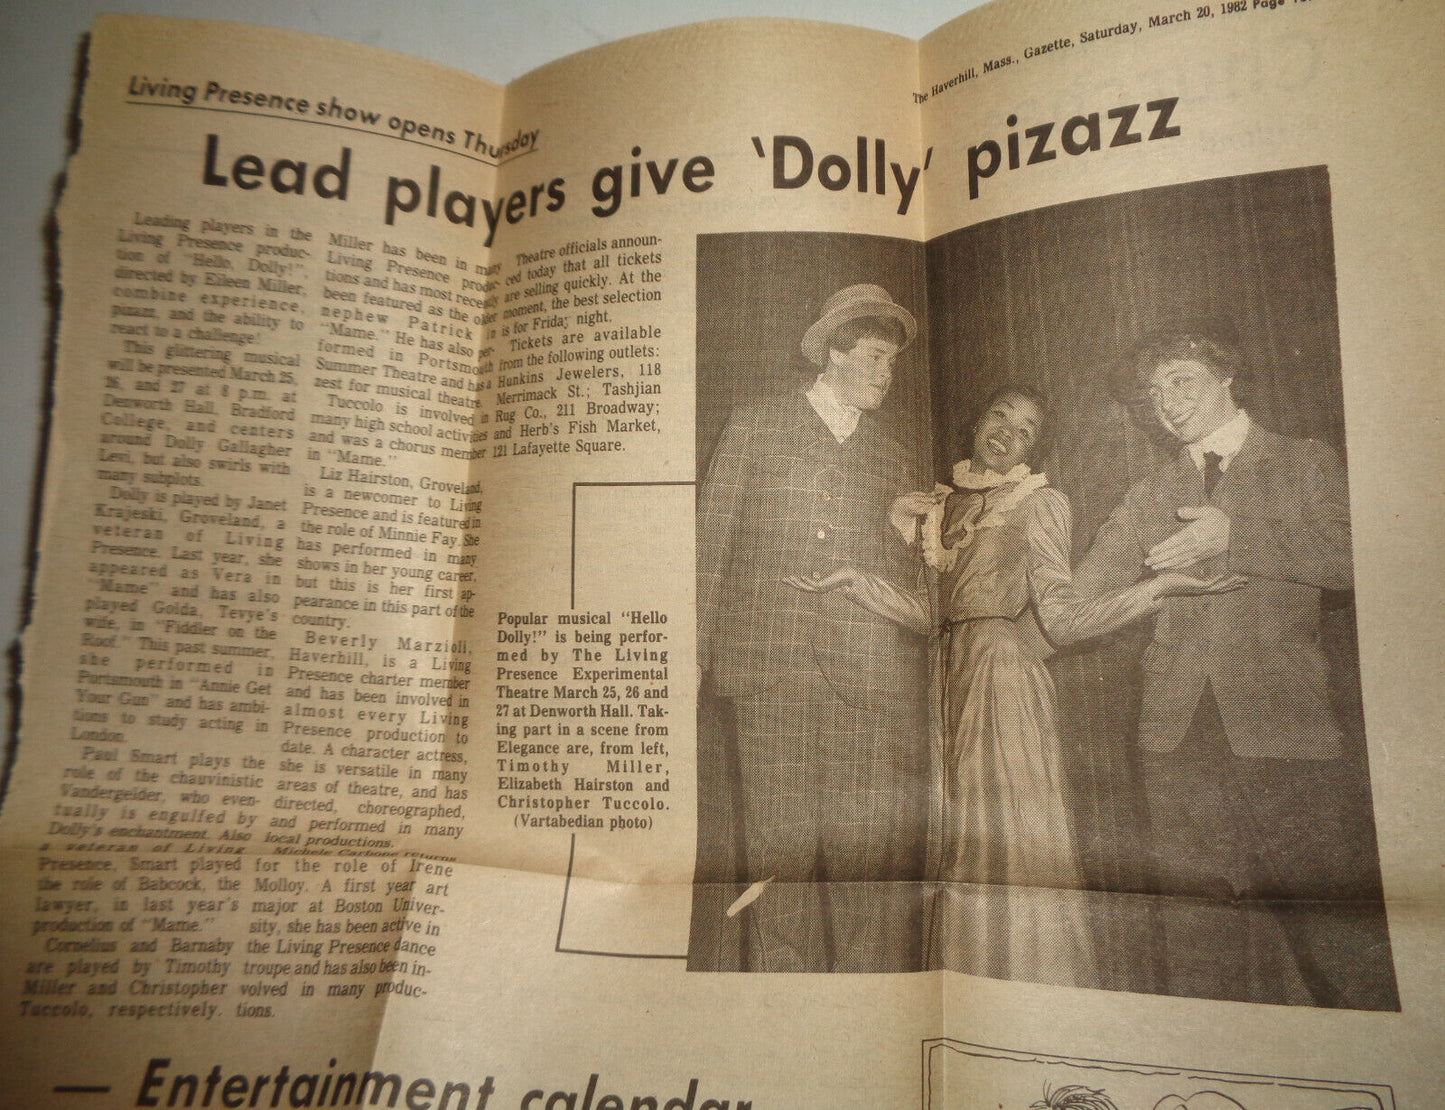 The Haverhill, Mass., Gazette, Saturday, March 20, 1982 Page
Living Presence show opens Thursday
Lead players give 'Dolly' pizazz
Leading players in the
Living Presence produc-
tion of "Hello, Dolly!",
directed by Eileen Miller,
combine experience,
pizazz, and the ability to
react to a challenge!
This glittering musical
will be presented March 25,
26, and 27 at 8 p.m. at
Denworth Hall, Bradford
College, and centers
around Dolly Gallagher
Levi, but also swirls with
many subplots.
Dolly is played by Janet
Krajeski, Groveland, a
veteran of Living
Presence. Last year, she
appeared as Vera in
"Mame" and has also
played Golda, Tevye's
wife, in "Fiddler on the
Roof." This past summer,
she performed in
Portsmouth in "Annie Get
Your Gun" and has ambi-
tions to study acting in
London.
Paul Smart plays the
role of the chauvinistic
Vandergelder, who even-
tually is engulfed by
Dolly's enchantment. Also
a veteran of Living
Presence, Smart played
the role of Babcock, the
lawyer, in last year's
production of "Mame."
Cornelius and Barnaby
are played by Timothy
Miller and Christopher
Tuccolo, respectively.
Miller has been in many
Living Presence produc-
tions and has most recently
been featured as the older
nephew Patrick in
"Mame." He has also per-
formed in Portsmouth
Summer Theatre and has a
zest for musical theatre.
Tuccolo is involved in
many high school activities
and was a chorus member
in "Mame."
Liz Hairston, Groveland,
is a newcomer to Living
Presence and is featured in
the role of Minnie Fay. She
has performed in many
shows in her young career,
but this is her first ap-
pearance in this part of the
country.
Beverly Marzioli,
Haverhill, is a Living
Presence charter member
and has been involved in
almost every Living
Presence production to
date. A character actress,
she is versatile in many
areas of theatre, and has
directed, choreographed,
and performed in many
local productions.
Michele Carbone returns
for the role of Irene
Molloy. A first year art
major at Boston Univer-
sity, she has been active in
the Living Presence dance
troupe and has also been in-
volved in many produc-
tions.
Theatre officials announ-
ced today that all tickets
are selling quickly. At the
moment, the best selection
is for Friday night.
Tickets are available
from the following outlets:
Hunkins Jewelers, 118
Merrimack St.; Tashjian
Rug Co., 211 Broadway;
and Herb's Fish Market,
121 Lafayette Square.
Popular musical "Hello
Dolly!" is being perfor-
med by The Living
Presence Experimental
Theatre March 25, 26 and
27 at Denworth Hall. Tak-
ing part in a scene from
Elegance are, from left,
Timothy Miller,
Elizabeth Hairston and
Christopher Tuccolo.
(Vartabedian photo)
— Entertainment calendar